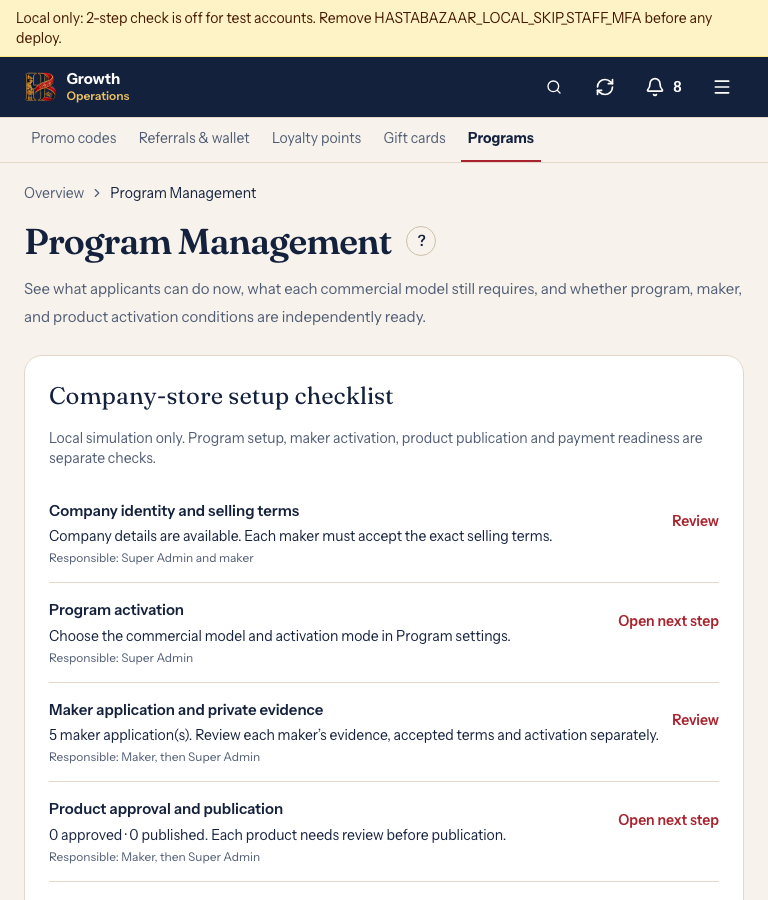 Local only: 2-step check is off for test accounts. Remove HASTABAZAAR_LOCAL_SKIP_STAFF_MFA before any
deploy.
Growth
Operations
8
Promo codes
Referrals & wallet
Loyalty points
Gift cards
Programs
Overview > Program Management
Program Management
?
See what applicants can do now, what each commercial model still requires, and whether program, maker,
and product activation conditions are independently ready.
Company-store setup checklist
Local simulation only. Program setup, maker activation, product publication and payment readiness are
separate checks.
Company identity and selling terms
Company details are available. Each maker must accept the exact selling terms.
Responsible: Super Admin and maker
Review
Program activation
Choose the commercial model and activation mode in Program settings.
Responsible: Super Admin
Open next step
Maker application and private evidence
5 maker application(s). Review each maker's evidence, accepted terms and activation separately.
Responsible: Maker, then Super Admin
Review
Product approval and publication
0 approved · 0 published. Each product needs review before publication.
Responsible: Maker, then Super Admin
Open next step